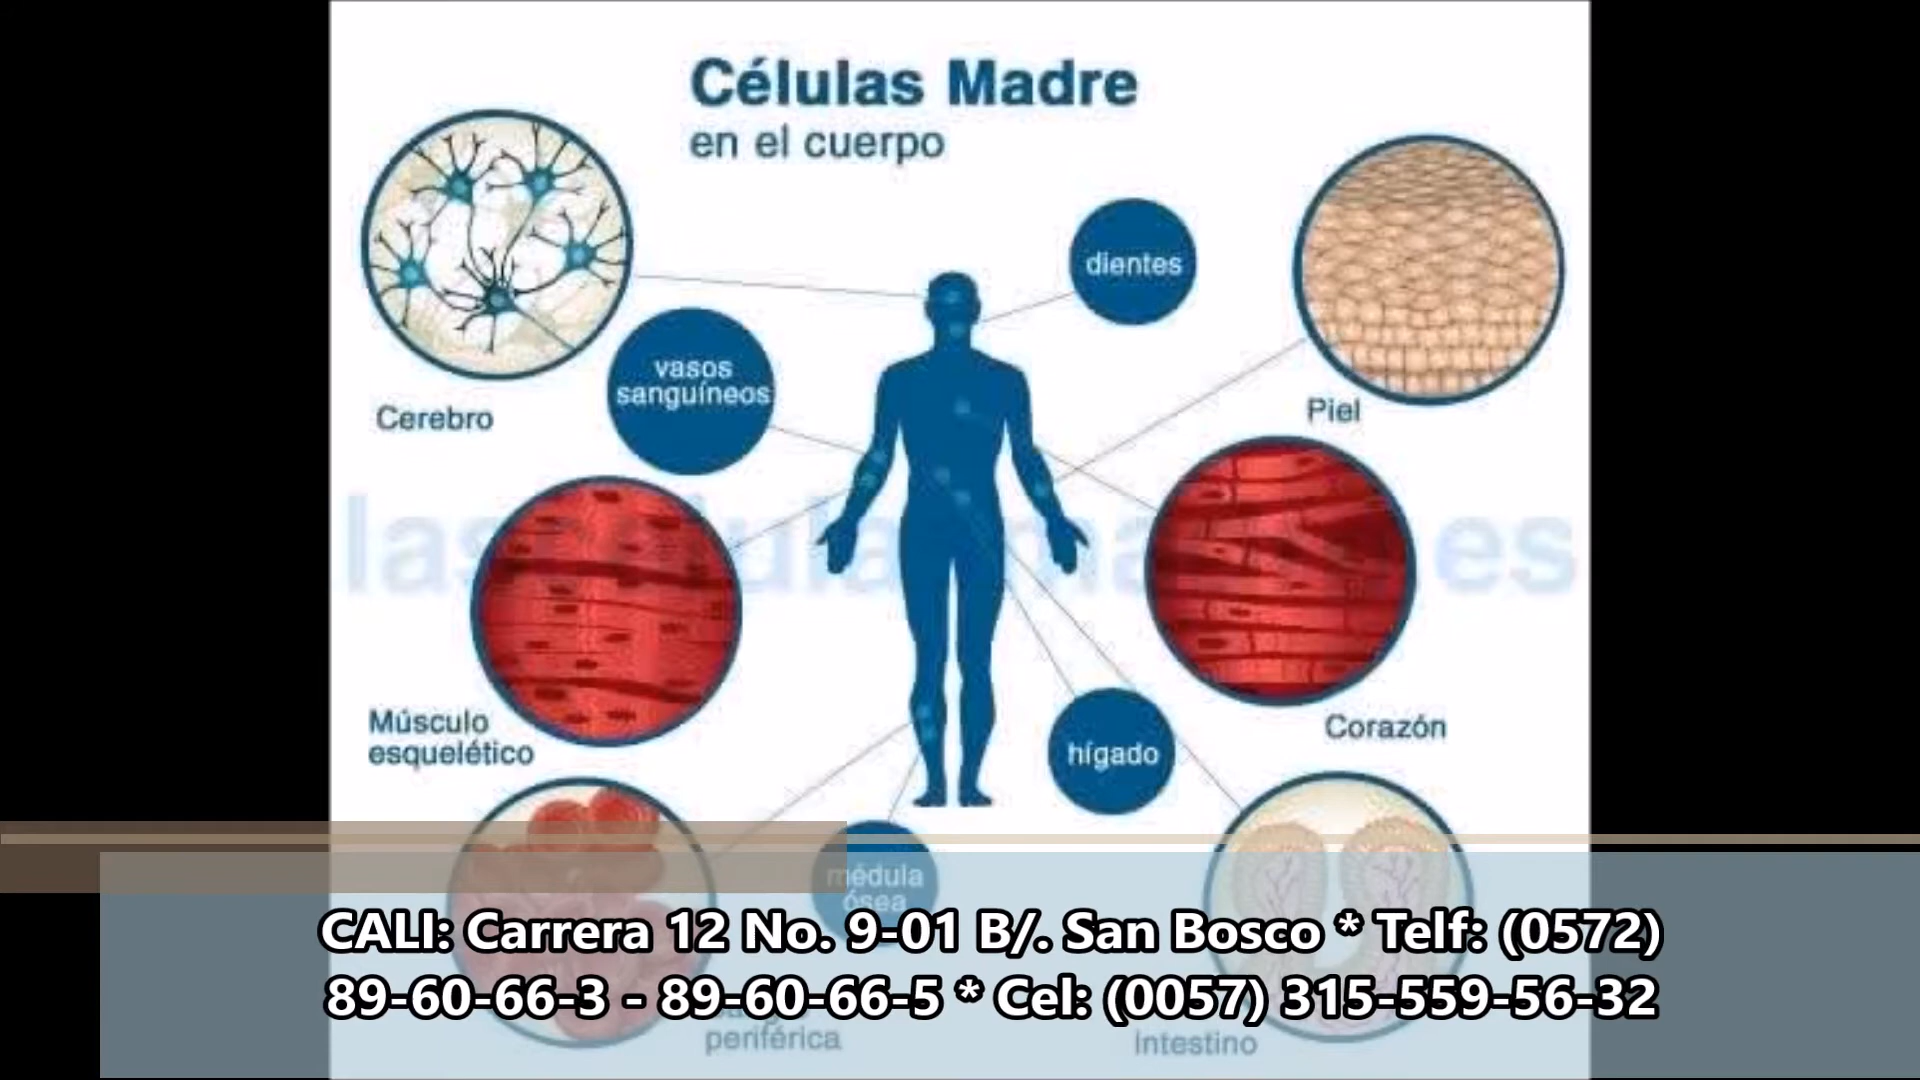 Células Madre
en el cuerpo
dientes
vasos
sanguíneos
Cerebro
Piel
Músculo
esquelético
Corazón
hígado
médula
ósea
periférica
Intestino
CALI: Carrera 12 No. 9-01 B/. San Bosco * Telf: (0572)
89-60-66-3 - 89-60-66-5 * Cel: (0057) 315-559-56-32